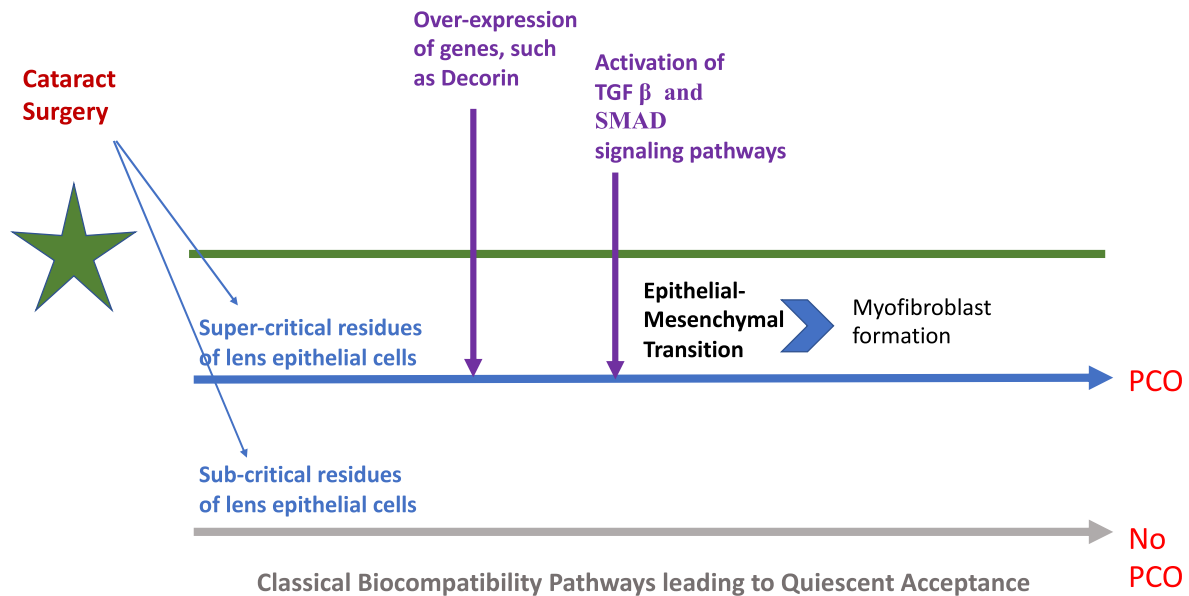 Over-expression
of genes, such
as Decorin
Cataract
Surgery
Activation of
TGF β and
SMAD
signaling pathways
Epithelial-
Mesenchymal
Transition
Myofibroblast
formation
Super-critical residues
of lens epithelial cells
PCO
Sub-critical residues
of lens epithelial cells
No
PCO
Classical Biocompatibility Pathways leading to Quiescent Acceptance